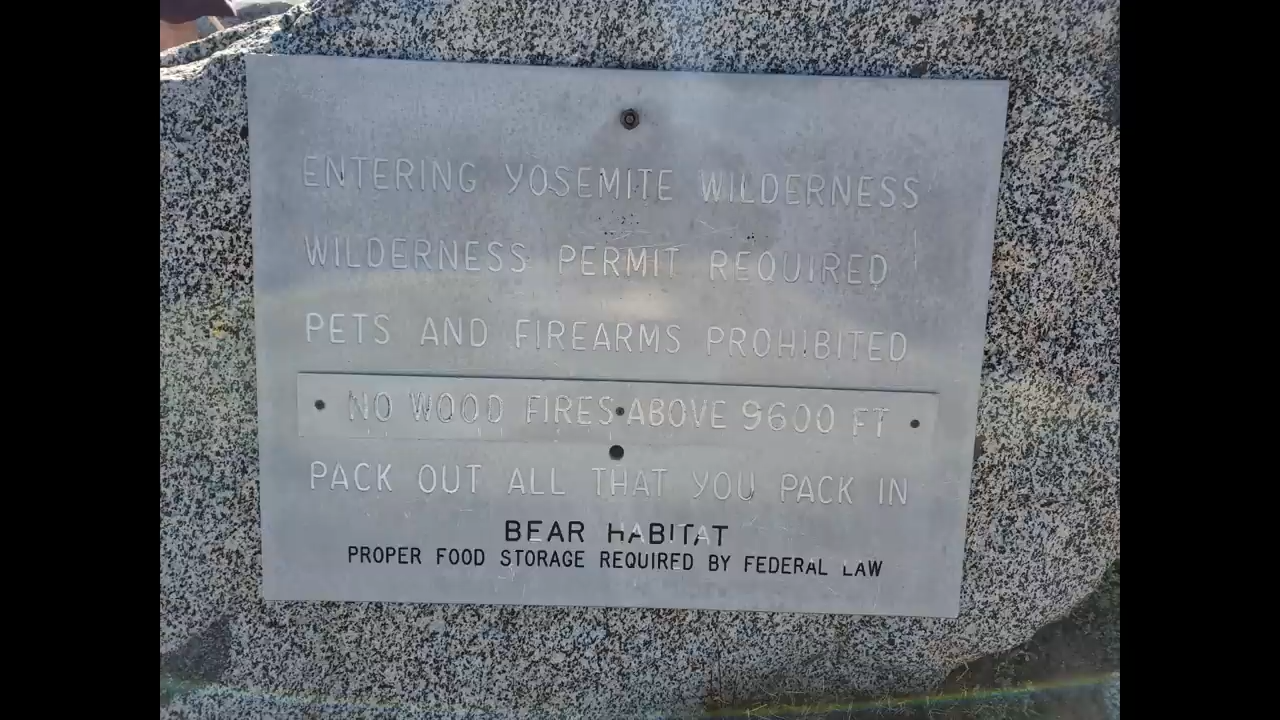 ENTERING YOSEMITE WILDERNESS
WILDERNESS PERMIT REQUIRED
PETS AND FIREARMS PROHIBITED
NO WOOD FIRES ABOVE 9600 FT
PACK OUT ALL THAT YOU PACK IN
BEAR HABITAT
PROPER FOOD STORAGE REQUIRED BY FEDERAL LAW